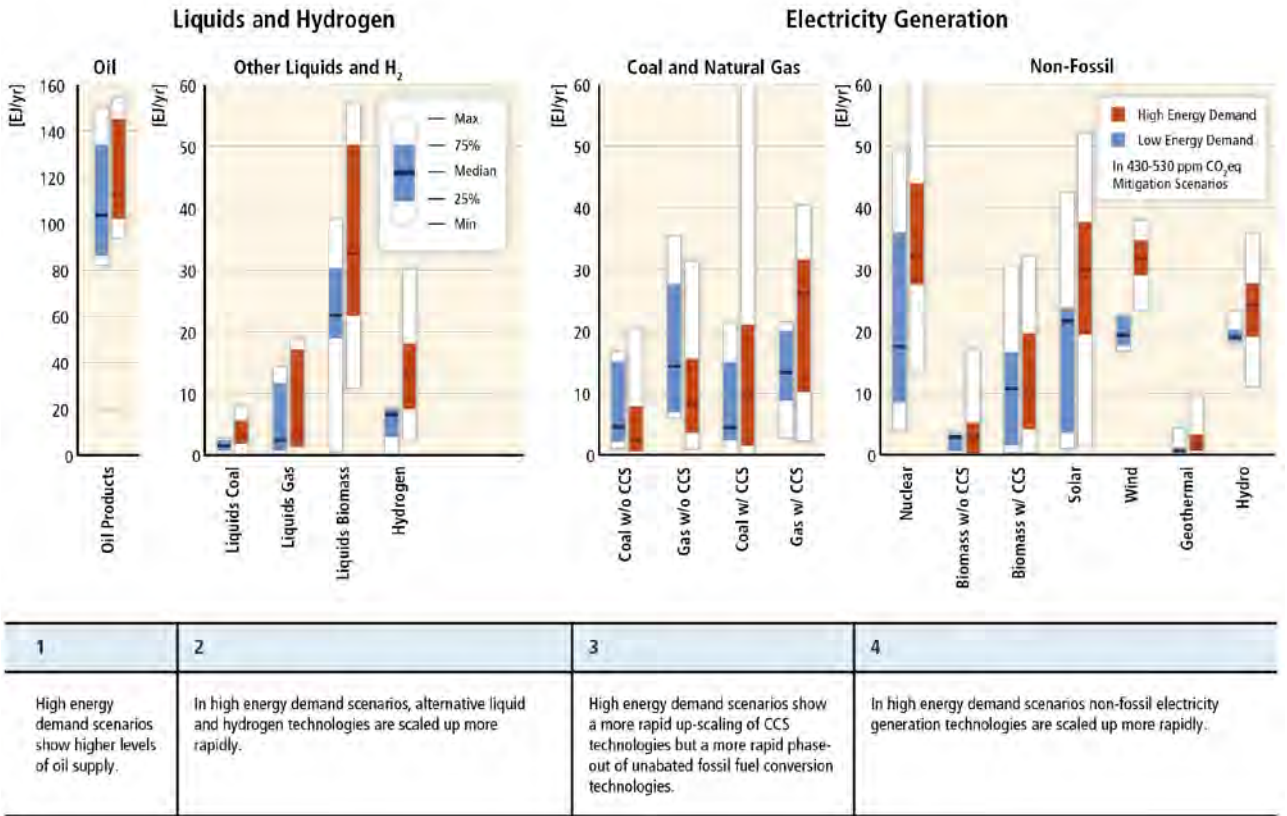 Liquids and Hydrogen
Electricity Generation
Oil
Other Liquids and H₂
Coal and Natural Gas
Non-Fossil
[EJ/yr]
160
140
120
100
80
60
40
20
0
Oil Products
[EJ/yr]
60
50
40
30
20
10
0
Max
75%
Median
25%
Min
Liquids Coal
Liquids Gas
Liquids Biomass
Hydrogen
[EJ/yr]
60
50
40
30
20
10
0
Coal w/o CCS
Gas w/o CCS
Coal w/ CCS
Gas w/ CCS
[EJ/yr]
60
50
40
30
20
10
0
High Energy Demand
Low Energy Demand
In 430-530 ppm CO₂eq
Mitigation Scenarios
Nuclear
Biomass w/o CCS
Biomass w/ CCS
Solar
Wind
Geothermal
Hydro
1
High energy
demand scenarios
show higher levels
of oil supply.
2
In high energy demand scenarios, alternative liquid
and hydrogen technologies are scaled up more
rapidly.
3
High energy demand scenarios show
a more rapid up-scaling of CCS
technologies but a more rapid phase-
out of unabated fossil fuel conversion
technologies.
4
In high energy demand scenarios non-fossil electricity
generation technologies are scaled up more rapidly.